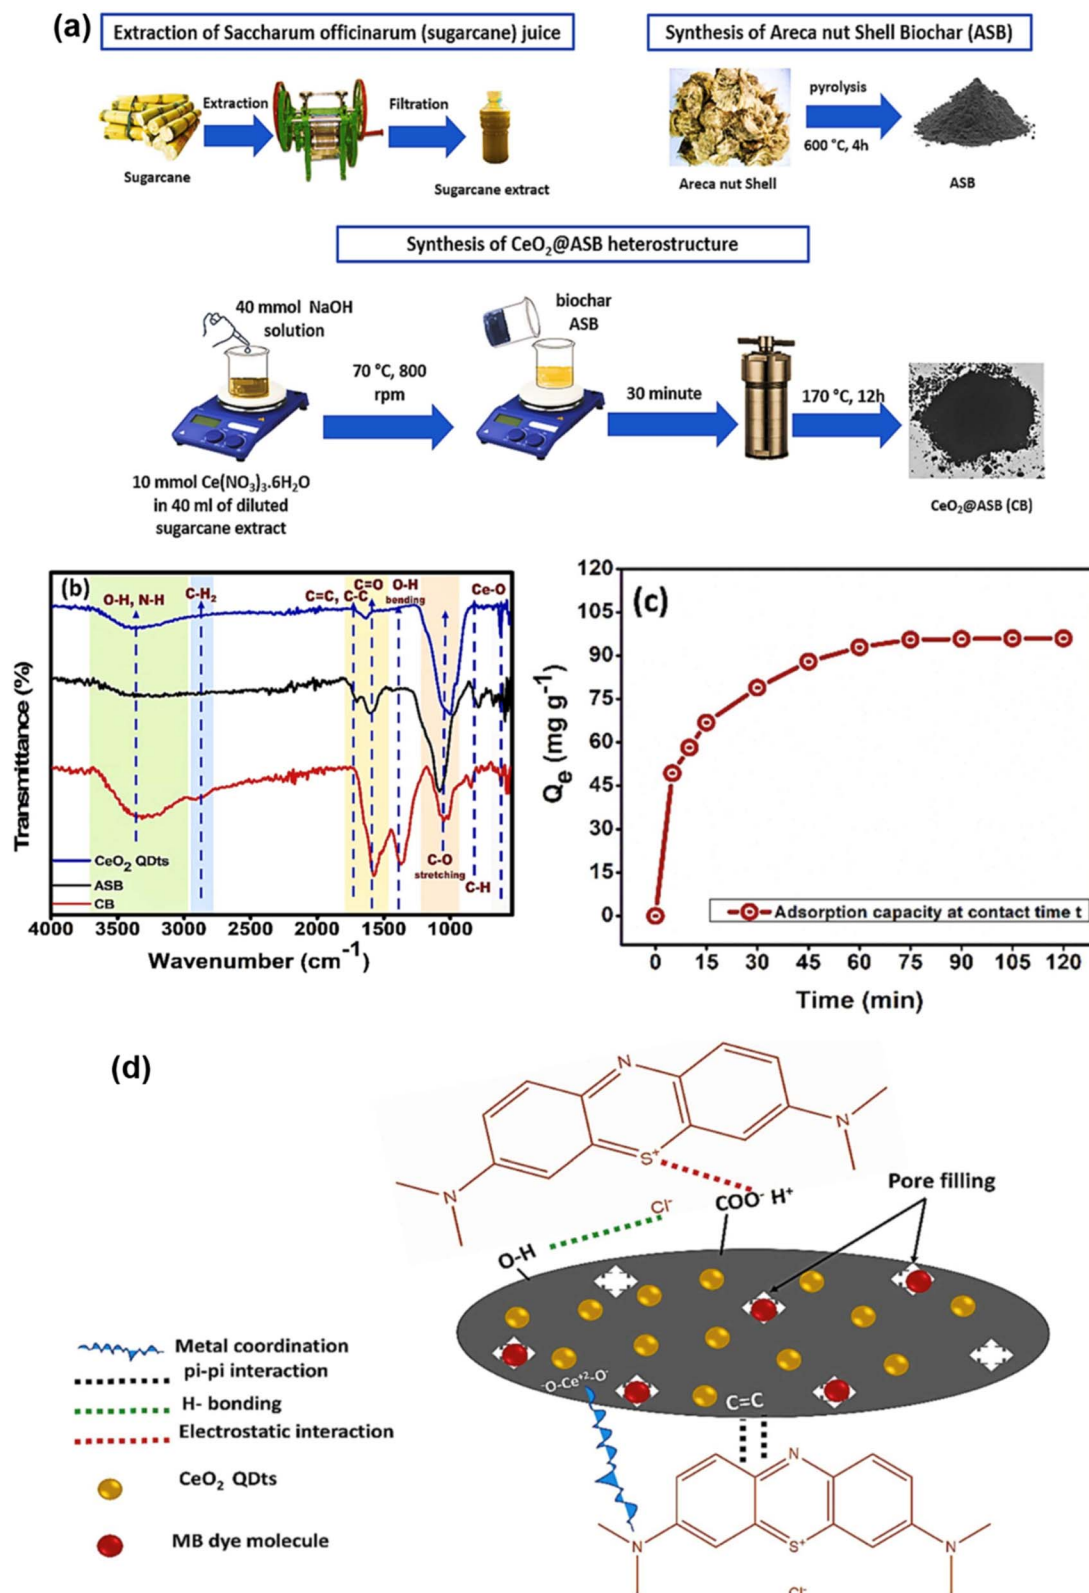 (a)
Extraction of Saccharum officinarum (sugarcane) juice
Synthesis of Areca nut Shell Biochar (ASB)
Extraction
Filtration
Sugarcane
Sugarcane extract
pyrolysis
600 °C, 4h
Areca nut Shell
ASB
Synthesis of CeO₂@ASB heterostructure
40 mmol NaOH
solution
70 °C, 800
rpm
biochar
ASB
30 minute
170 °C, 12h
10 mmol Ce(NO₃)₃.6H₂O
in 40 ml of diluted
sugarcane extract
CeO₂@ASB (CB)
(b)
O-H, N-H
C-H₂
C=C, C-C
C=O
O-H
bending
Ce-O
C-O
stretching
C-H
CeO₂ QDts
ASB
CB
Transmittance (%)
4000 3500 3000 2500 2000 1500 1000
Wavenumber (cm⁻¹)
(c)
120
105
90
75
60
45
30
15
0
Qₑ (mg g⁻¹)
Adsorption capacity at contact time t
0 15 30 45 60 75 90 105 120
Time (min)
(d)
N
S⁺
N
N
Cl⁻
COO⁻ H⁺
O-H
Pore filling
⁻O-Ce⁺²-O⁻
C=C
Metal coordination
pi-pi interaction
H- bonding
Electrostatic interaction
CeO₂ QDts
MB dye molecule
N
N
S⁺
N
Cl⁻